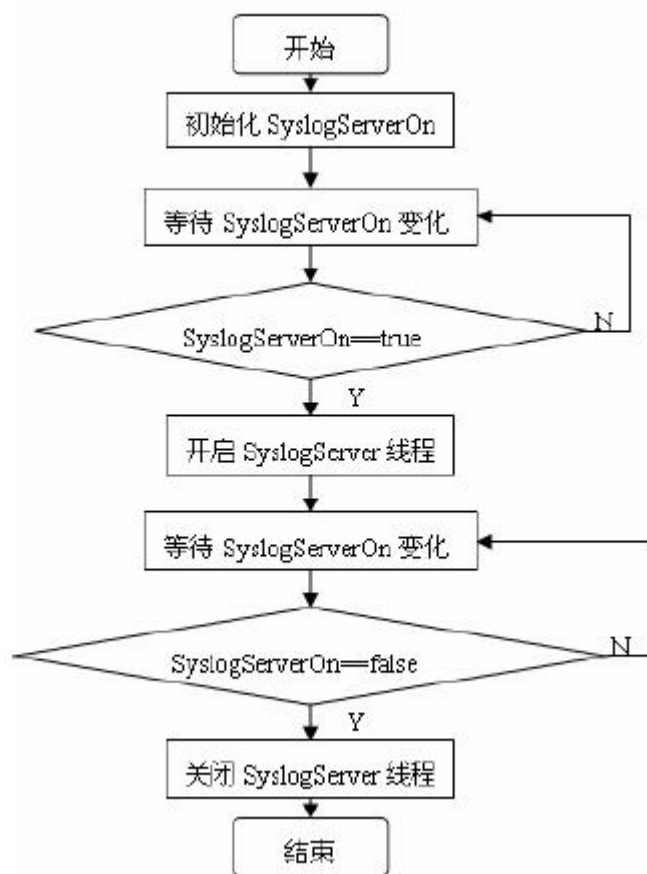 开始
初始化 SyslogServerOn
等待 SyslogServerOn 变化
SyslogServerOn==true
N
Y
开启 SyslogServer 线程
等待 SyslogServerOn 变化
SyslogServerOn==false
N
Y
关闭 SyslogServer 线程
结束